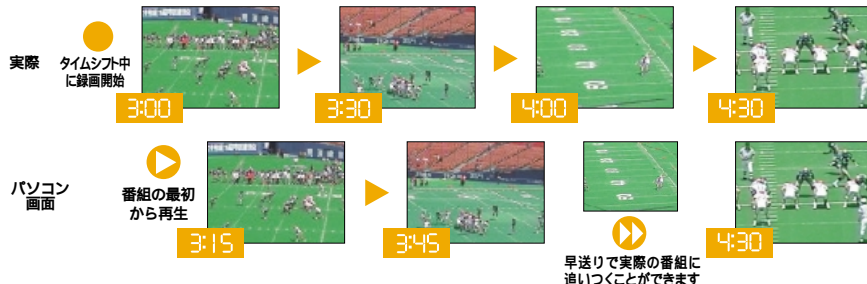 実際
タイムシフト中
に録画開始
3:00
3:30
4:00
4:30
パソコン
画面
番組の最初
から再生
3:15
3:45
早送りで実際の番組に
追いつくことができます
4:30